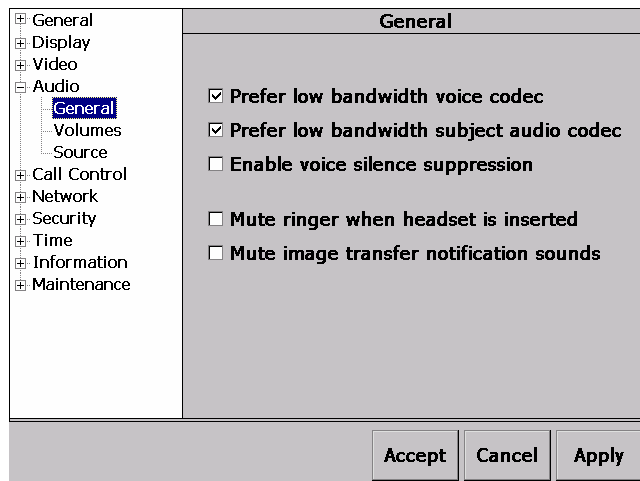 General
Display
Video
Audio
General
Volumes
Source
Call Control
Network
Security
Time
Information
Maintenance
General
Prefer low bandwidth voice codec
Prefer low bandwidth subject audio codec
Enable voice silence suppression
Mute ringer when headset is inserted
Mute image transfer notification sounds
Accept Cancel Apply